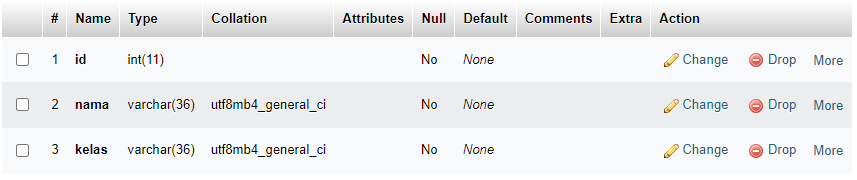 # Name Type Collation Attributes Null Default Comments Extra Action
1 id int(11) No None Change Drop More
2 nama varchar(36) utf8mb4_general_ci No None Change Drop More
3 kelas varchar(36) utf8mb4_general_ci No None Change Drop More